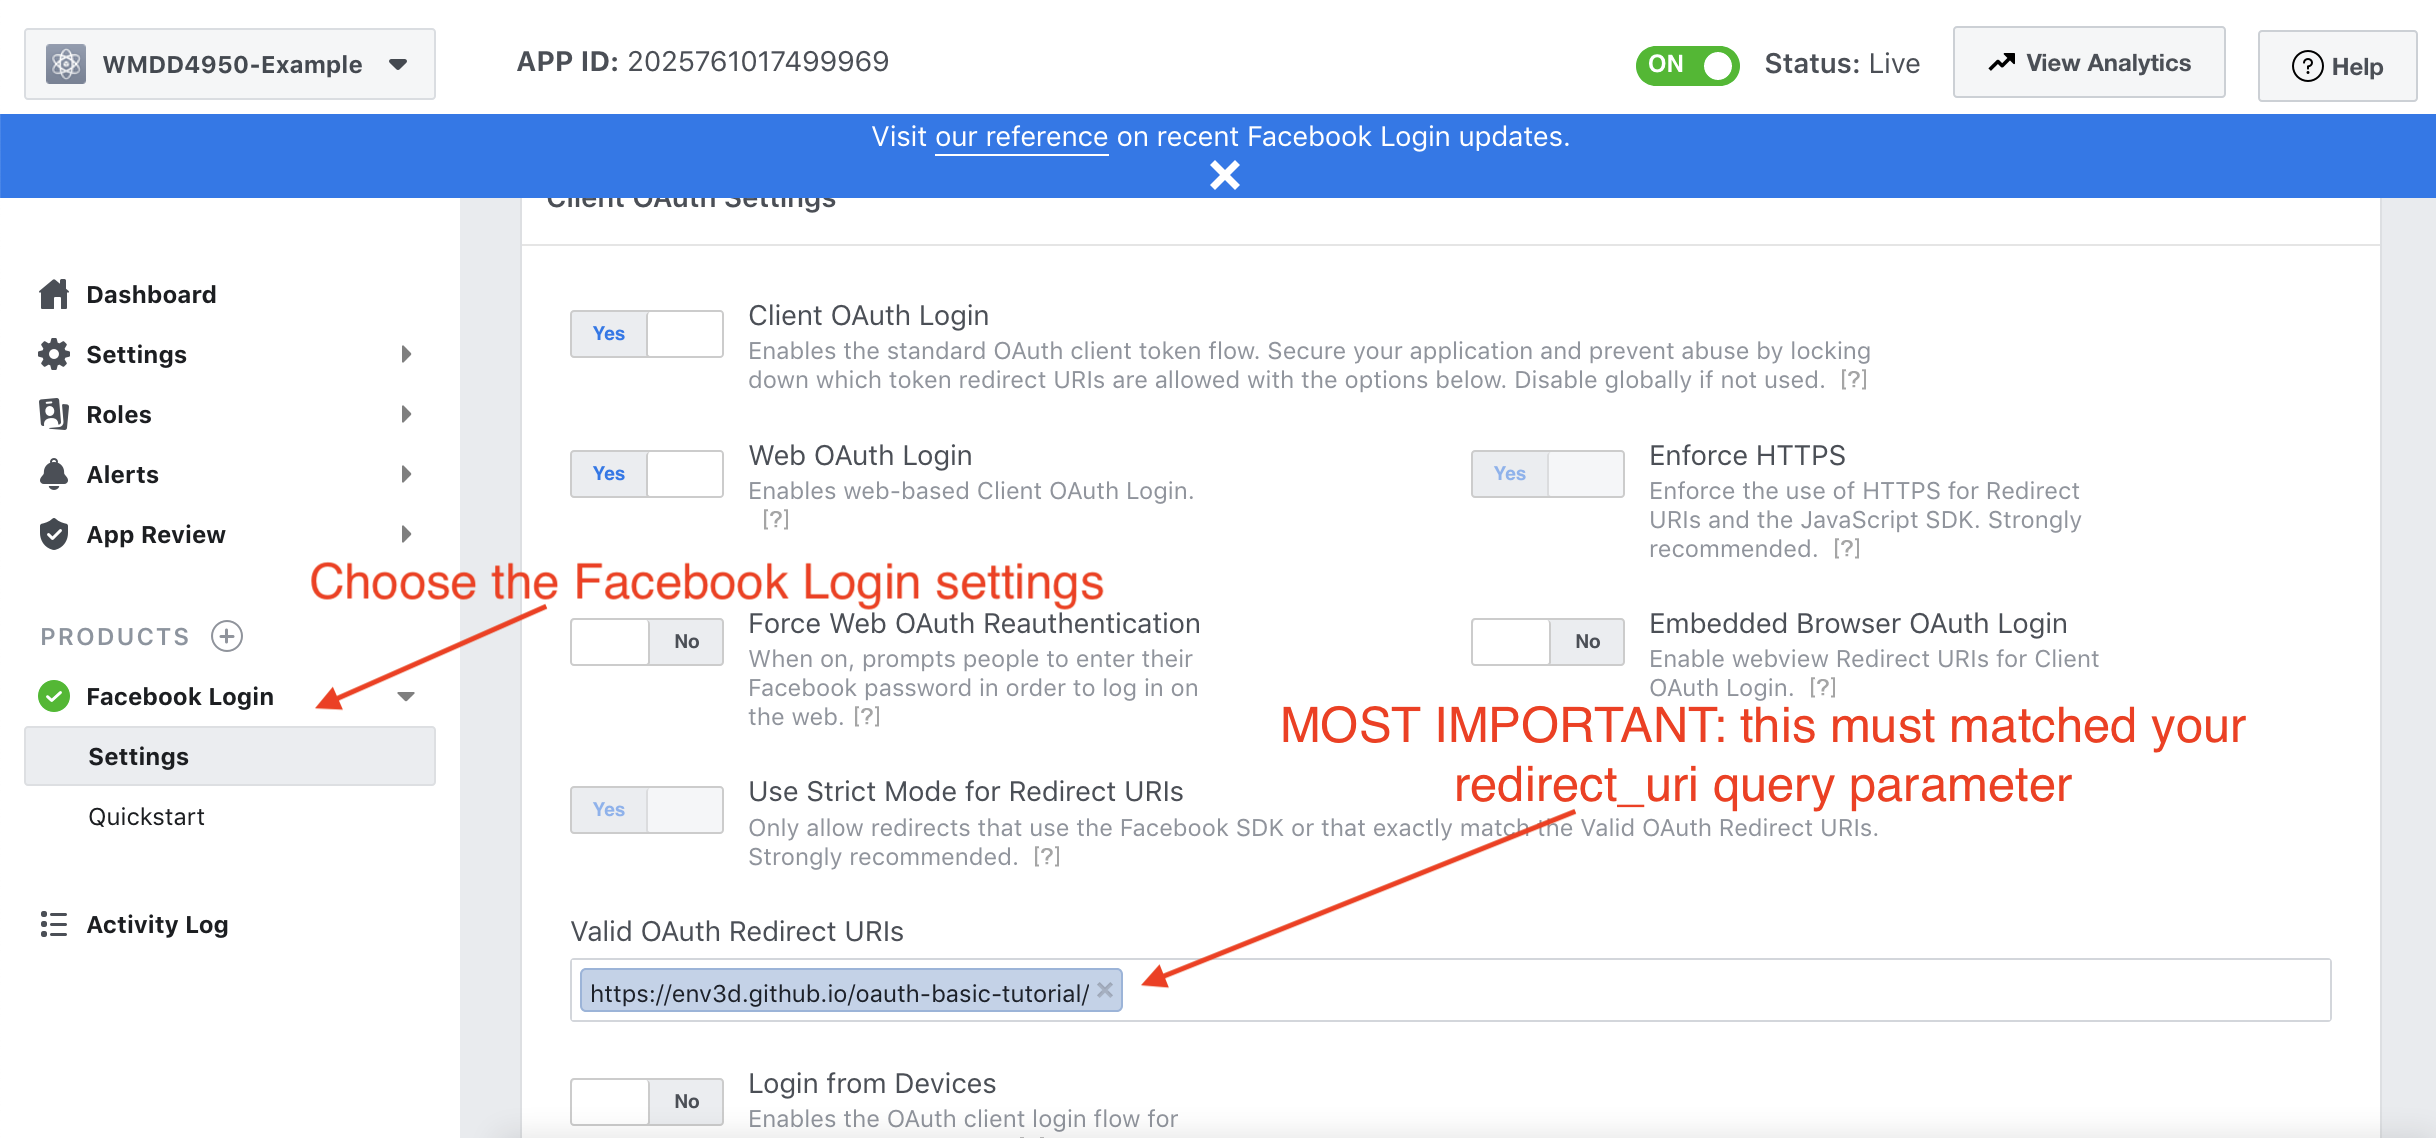 WMDD4950-Example
APP ID: 2025761017499969
ON
Status: Live
View Analytics
? Help
Visit our reference on recent Facebook Login updates.
Client OAuth Settings
Dashboard
Settings
Roles
Alerts
App Review
PRODUCTS
Facebook Login
Settings
Quickstart
Activity Log
Choose the Facebook Login settings
Yes
Client OAuth Login
Enables the standard OAuth client token flow. Secure your application and prevent abuse by locking
down which token redirect URIs are allowed with the options below. Disable globally if not used. [?]
Yes
Web OAuth Login
Enables web-based Client OAuth Login.
[?]
Yes
Enforce HTTPS
Enforce the use of HTTPS for Redirect
URIs and the JavaScript SDK. Strongly
recommended. [?]
No
Force Web OAuth Reauthentication
When on, prompts people to enter their
Facebook password in order to log in on
the web. [?]
No
Embedded Browser OAuth Login
Enable webview Redirect URIs for Client
OAuth Login. [?]
MOST IMPORTANT: this must matched your
redirect_uri query parameter
Yes
Use Strict Mode for Redirect URIs
Only allow redirects that use the Facebook SDK or that exactly match the Valid OAuth Redirect URIs.
Strongly recommended. [?]
Valid OAuth Redirect URIs
https://env3d.github.io/oauth-basic-tutorial/
No
Login from Devices
Enables the OAuth client login flow for